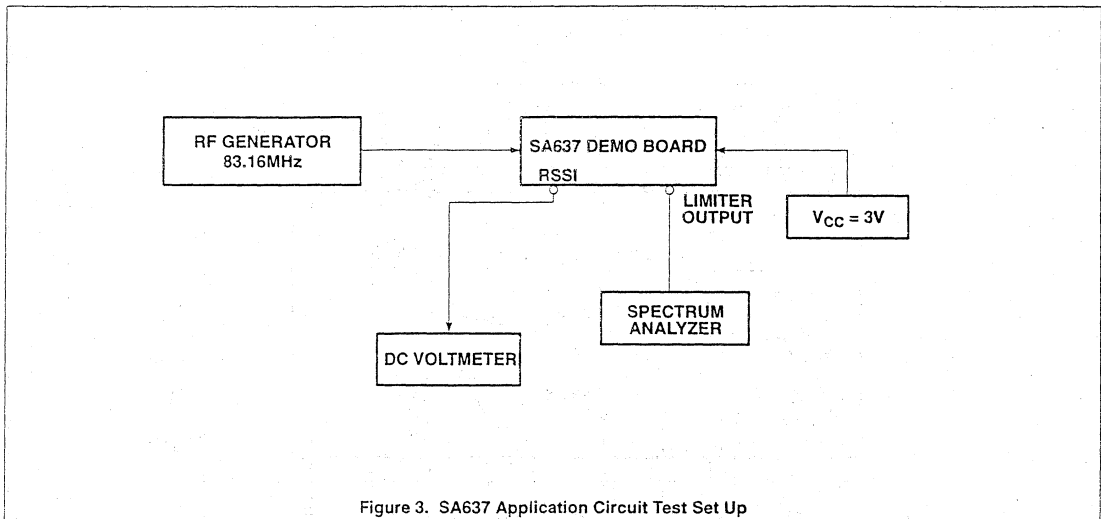 RF GENERATOR
83.16MHz
SA637 DEMO BOARD
RSSI
LIMITER
OUTPUT
VCC = 3V
SPECTRUM
ANALYZER
DC VOLTMETER
Figure 3. SA637 Application Circuit Test Set Up